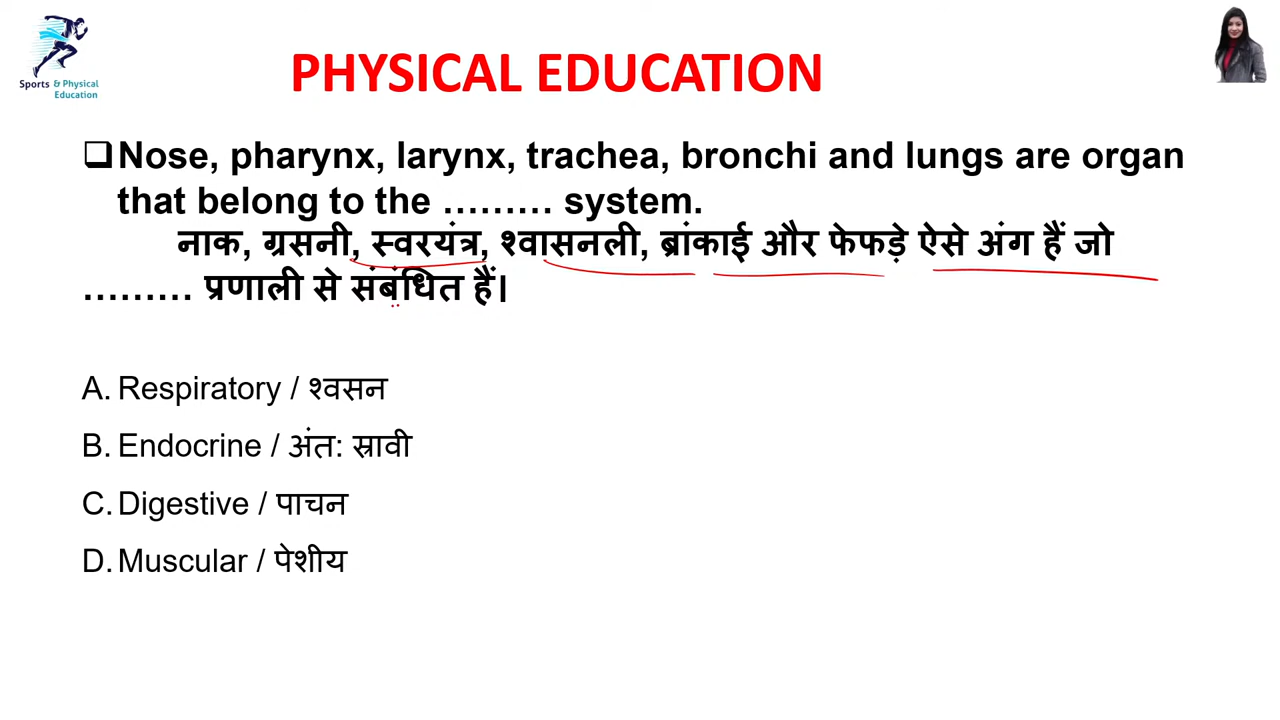 Sports & Physical
Education
PHYSICAL EDUCATION
❑Nose, pharynx, larynx, trachea, bronchi and lungs are organ
that belong to the ……… system.
नाक, ग्रसनी, स्वरयंत्र, श्वासनली, ब्रांकाई और फेफड़े ऐसे अंग हैं जो
……… प्रणाली से संबंधित हैं।
A. Respiratory / श्वसन
B. Endocrine / अंत: स्रावी
C. Digestive / पाचन
D. Muscular / पेशीय